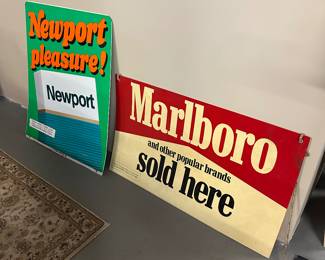 Newport
pleasure!
Newport
Marlboro
and other popular brands
sold here